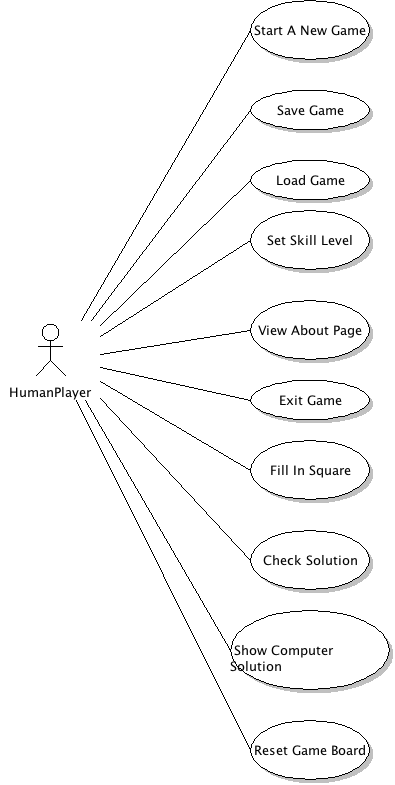 Start A New Game
Save Game
Load Game
Set Skill Level
View About Page
HumanPlayer
Exit Game
Fill In Square
Check Solution
Show Computer
Solution
Reset Game Board